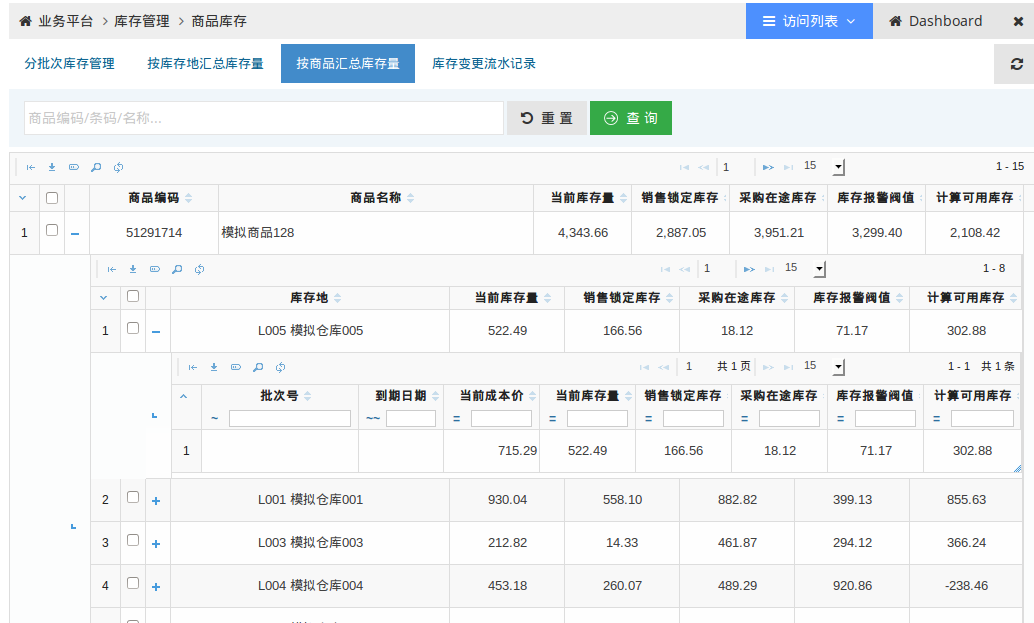 业务平台 > 库存管理 > 商品库存 访问列表 Dashboard
分批次库存管理 按库存地汇总库存量 按商品汇总库存量 库存变更流水记录
商品编码/条码/名称... 重置 查询
1 15 1 - 15
商品编码 商品名称 当前库存量 销售锁定库存 采购在途库存 库存报警阀值 计算可用库存
1 51291714 模拟商品128 4,343.66 2,887.05 3,951.21 3,299.40 2,108.42
1 15 1 - 8
库存地 当前库存量 销售锁定库存 采购在途库存 库存报警阀值 计算可用库存
1 L005 模拟仓库005 522.49 166.56 18.12 71.17 302.88
1 共 1 页 15 1 - 1 共 1 条
批次号 到期日期 当前成本价 当前库存量 销售锁定库存 采购在途库存 库存报警阀值 计算可用库存
~ ~~ = = = = = =
1 715.29 522.49 166.56 18.12 71.17 302.88
2 L001 模拟仓库001 930.04 558.10 882.82 399.13 855.63
3 L003 模拟仓库003 212.82 14.33 461.87 294.12 366.24
4 L004 模拟仓库004 453.18 260.07 489.29 920.86 -238.46